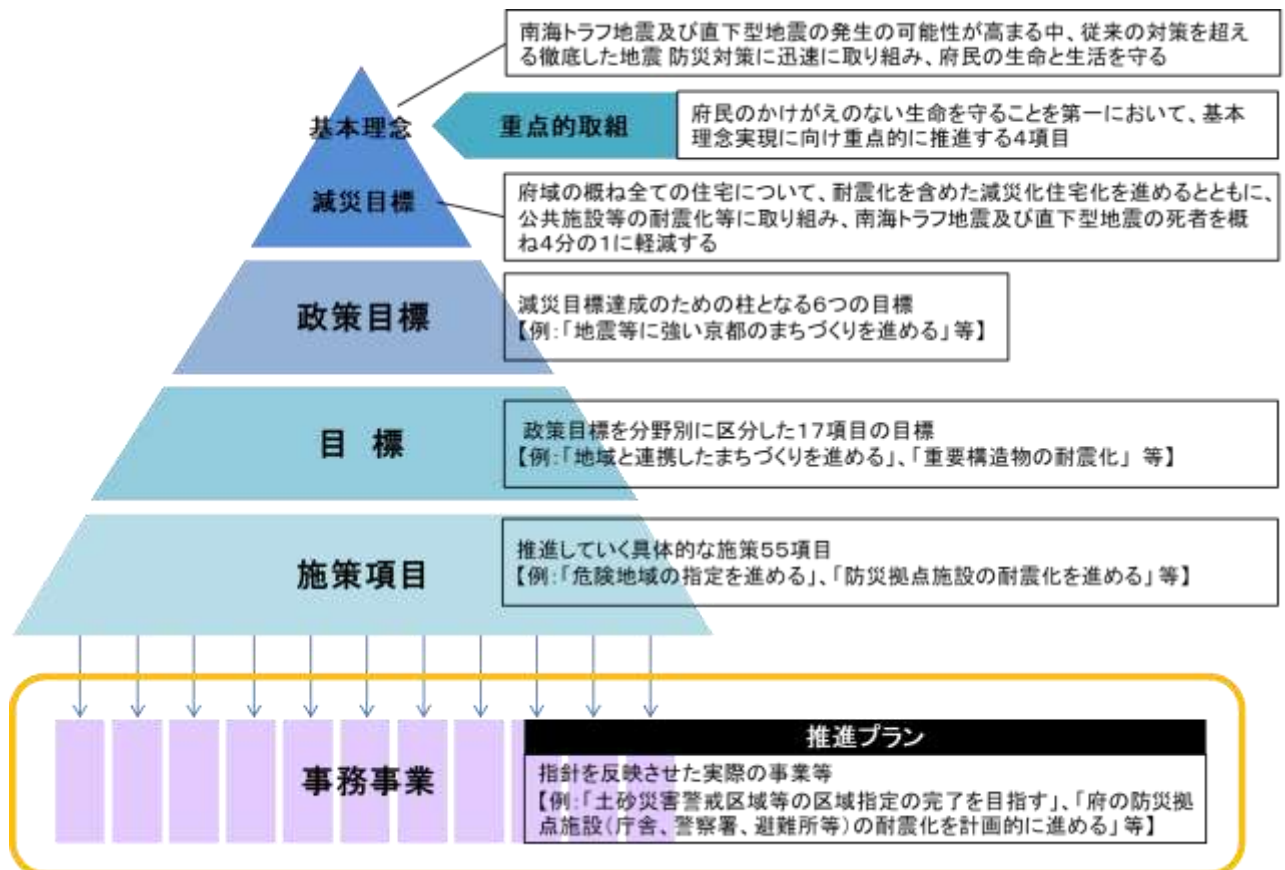 南海トラフ地震及び直下型地震の発生の可能性が高まる中、従来の対策を超え
る徹底した地震 防災対策に迅速に取り組み、府民の生命と生活を守る
基本理念
重点的取組
府民のかけがえのない生命を守ることを第一において、基本
理念実現に向け重点的に推進する4項目
減災目標
府域の概ね全ての住宅について、耐震化を含めた減災化住宅化を進めるとともに、
公共施設等の耐震化等に取り組み、南海トラフ地震及び直下型地震の死者を概
ね4分の1に軽減する
政策目標
減災目標達成のための柱となる6つの目標
【例:「地震等に強い京都のまちづくりを進める」等】
目 標
政策目標を分野別に区分した17項目の目標
【例:「地域と連携したまちづくりを進める」、「重要構造物の耐震化」 等】
施策項目
推進していく具体的な施策55項目
【例:「危険地域の指定を進める」、「防災拠点施設の耐震化を進める」等】
事務事業
推進プラン
指針を反映させた実際の事業等
【例:「土砂災害警戒区域等の区域指定の完了を目指す」、「府の防災拠
点施設(庁舎、警察署、避難所等)の耐震化を計画的に進める」等】